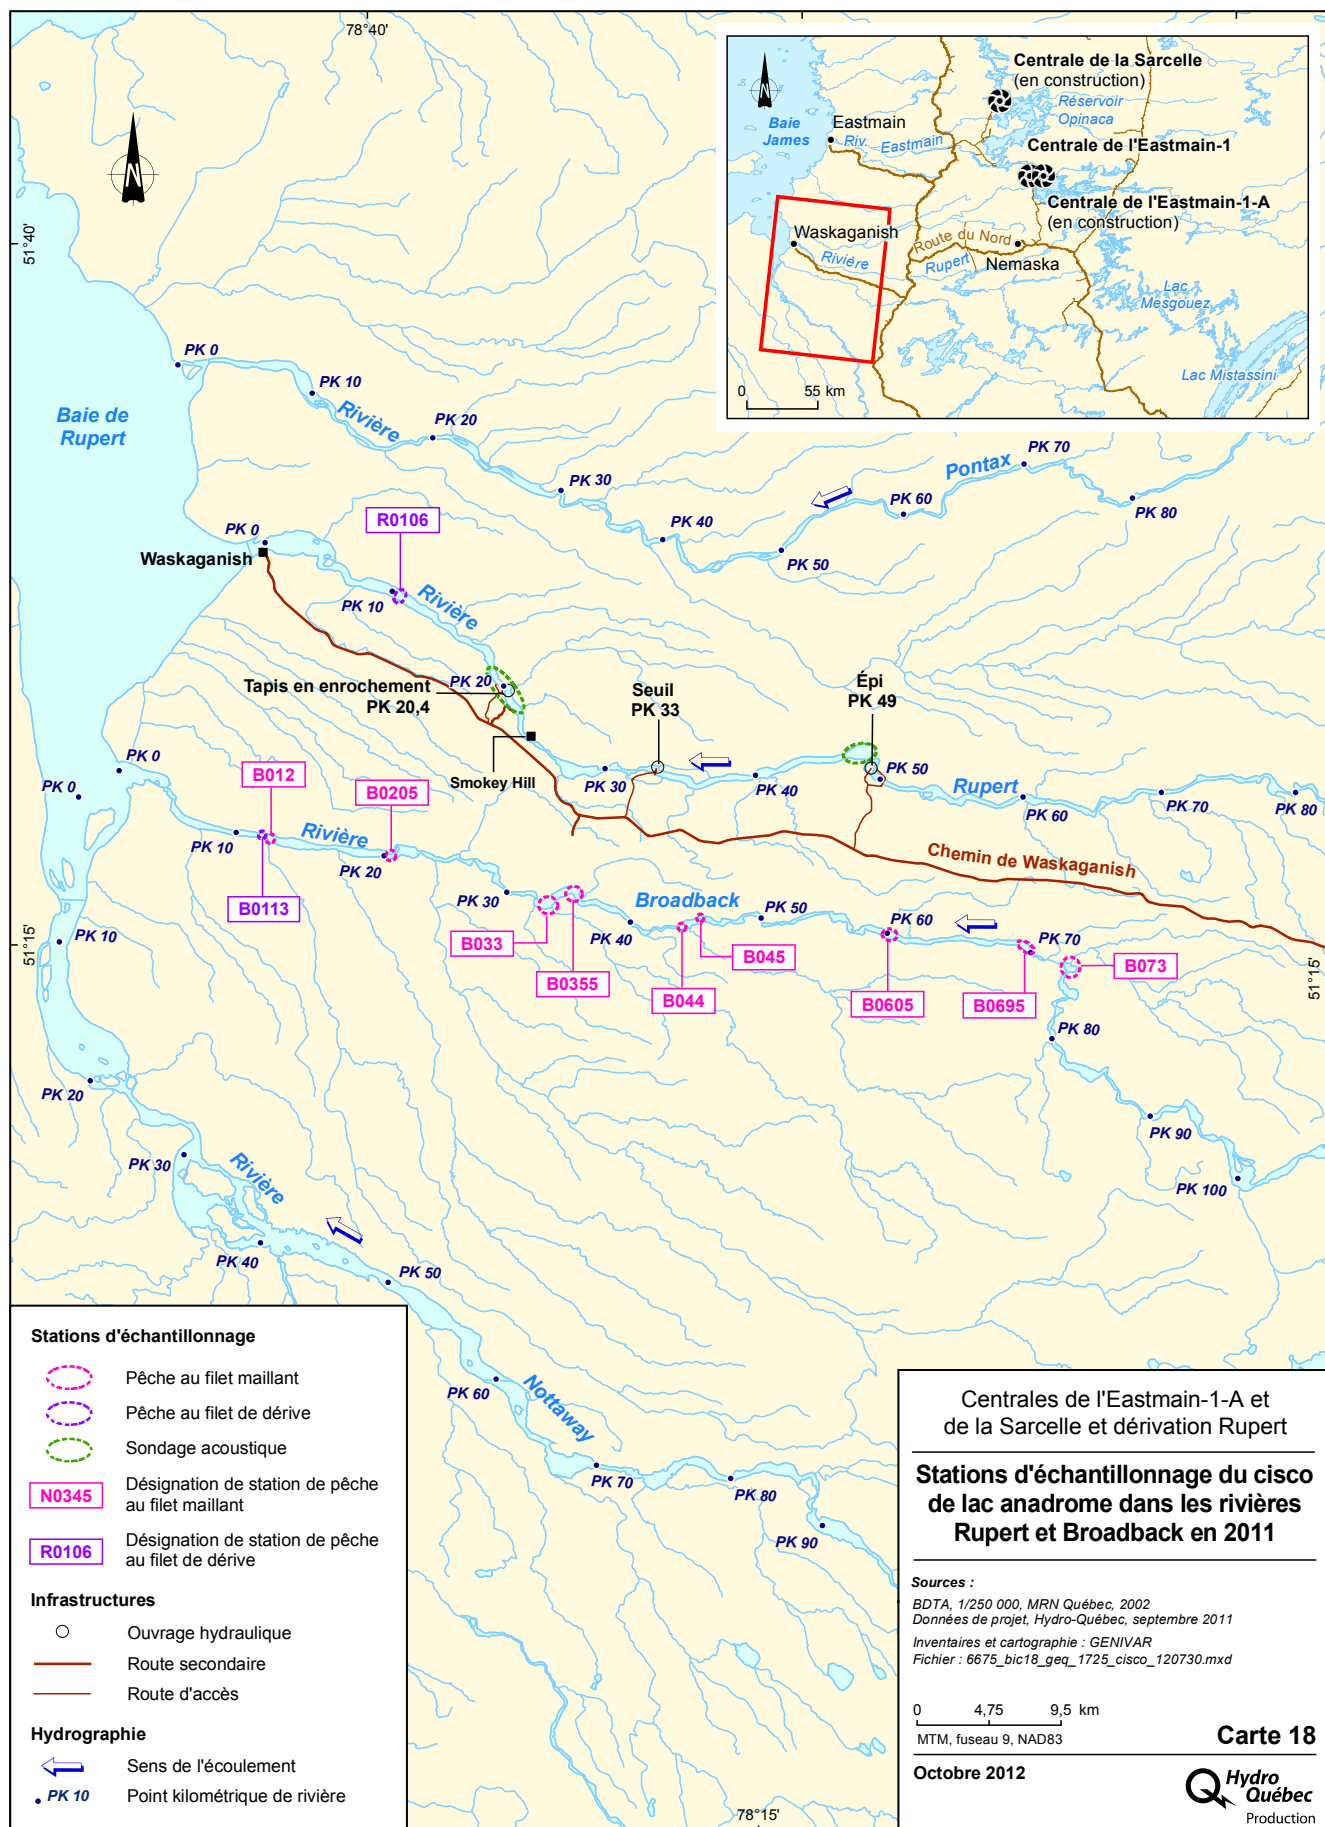 78°40'
51°40'
51°15'
51°15'
78°15'
N
N
Baie
James
Eastmain
Riv. Eastmain
Centrale de la Sarcelle
(en construction)
Réservoir
Opinaca
Centrale de l'Eastmain-1
Centrale de l'Eastmain-1-A
(en construction)
Waskaganish
Rivière
Rupert
Route du Nord
Nemaska
Lac
Mesgouez
Lac Mistassini
0 55 km
Baie de
Rupert
PK 0
PK 10
Rivière
PK 20
PK 30
PK 40
PK 50
PK 60
Pontax
PK 70
PK 80
PK 0
Waskaganish
R0106
PK 10
Rivière
PK 20
Tapis en enrochement
PK 20,4
Smokey Hill
PK 30
Seuil
PK 33
PK 40
Épi
PK 49
PK 50
Rupert
PK 60
PK 70
PK 80
Chemin de Waskaganish
PK 0
PK 10
B012
B0113
Rivière
B0205
PK 20
PK 30
B033
B0355
PK 40
Broadback
B044
B045
PK 50
PK 60
B0605
B0695
PK 70
B073
PK 80
PK 90
PK 100
PK 0
PK 10
PK 20
PK 30
Rivière
PK 40
PK 50
PK 60
Nottaway
PK 70
PK 80
PK 90
Stations d'échantillonnage
Pêche au filet maillant
Pêche au filet de dérive
Sondage acoustique
N0345 Désignation de station de pêche
au filet maillant
R0106 Désignation de station de pêche
au filet de dérive
Infrastructures
Ouvrage hydraulique
Route secondaire
Route d'accès
Hydrographie
Sens de l'écoulement
PK 10 Point kilométrique de rivière
Centrales de l'Eastmain-1-A et
de la Sarcelle et dérivation Rupert
Stations d'échantillonnage du cisco
de lac anadrome dans les rivières
Rupert et Broadback en 2011
Sources :
BDTA, 1/250 000, MRN Québec, 2002
Données de projet, Hydro-Québec, septembre 2011
Inventaires et cartographie : GENIVAR
Fichier : 6675_bic18_geq_1725_cisco_120730.mxd
0 4,75 9,5 km
MTM, fuseau 9, NAD83
Carte 18
Octobre 2012
Hydro
Québec
Production